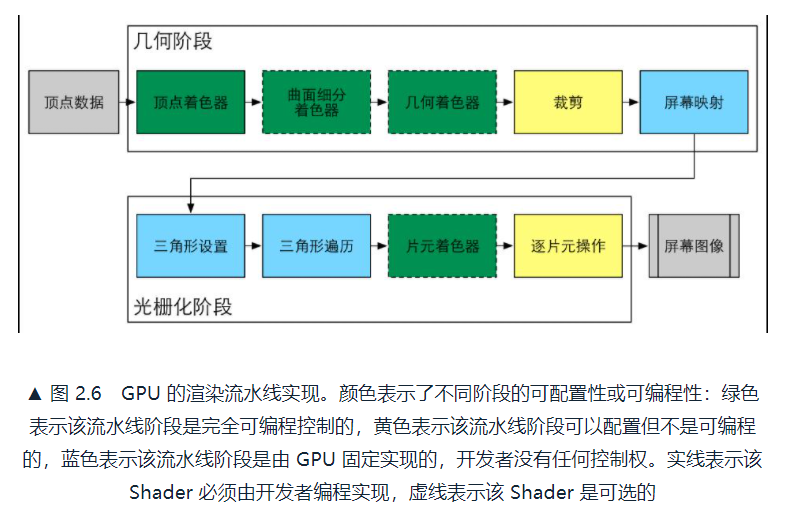 几何阶段
顶点数据
顶点着色器
曲面细分
着色器
几何着色器
裁剪
屏幕映射
三角形设置
三角形遍历
片元着色器
逐片元操作
屏幕图像
光栅化阶段
▲ 图 2.6 GPU 的渲染流水线实现。颜色表示了不同阶段的可配置性或可编程性：绿色
表示该流水线阶段是完全可编程控制的，黄色表示该流水线阶段可以配置但不是可编程
的，蓝色表示该流水线阶段是由 GPU 固定实现的，开发者没有任何控制权。实线表示该
Shader 必须由开发者编程实现，虚线表示该 Shader 是可选的